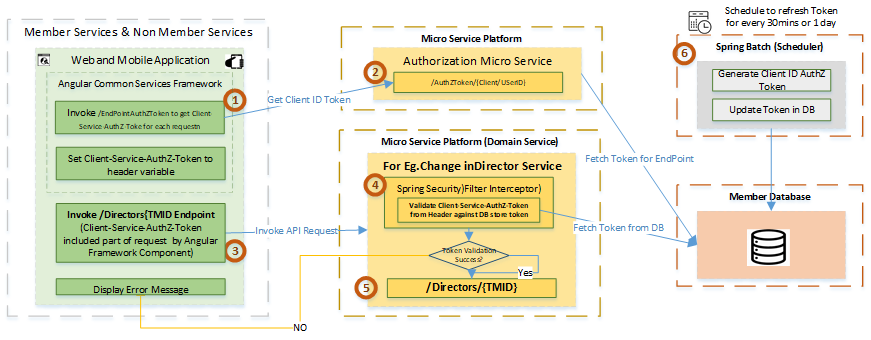 Member Services & Non Member Services
Web and Mobile Application
Angular Common Services Framework
1
Invoke /EndPointAuthZToken to get Client
-Service-AuthZ-Toke for each requestn
Set Client-Service-AuthZ-Token to
header variable
Invoke /Directors{TMID Endpoint
(Client-Service-AuthZ-Token
included part of request by Angular
Framework Component)
3
Display Error Message
Get Client ID Token
Invoke API Request
NO
Micro Service Platform
Authorization Micro Service
2
/AuthZToken/{Client/USerID}
Micro Service Platform (Domain Service)
For Eg.Change inDirector Service
4
Spring Security)Filter Interceptor)
Validate Client-Service-AuthZ-Token
from Header against DB store token
Token Validation
Success?
Yes
5
/Directors/{TMID}
Fetch Token for EndPoint
Fetch Token from DB
Schedule to refresh Token
for every 30mins or 1 day
6
Spring Batch (Scheduler)
Generate Client ID AuthZ
Token
Update Token in DB
Member Database